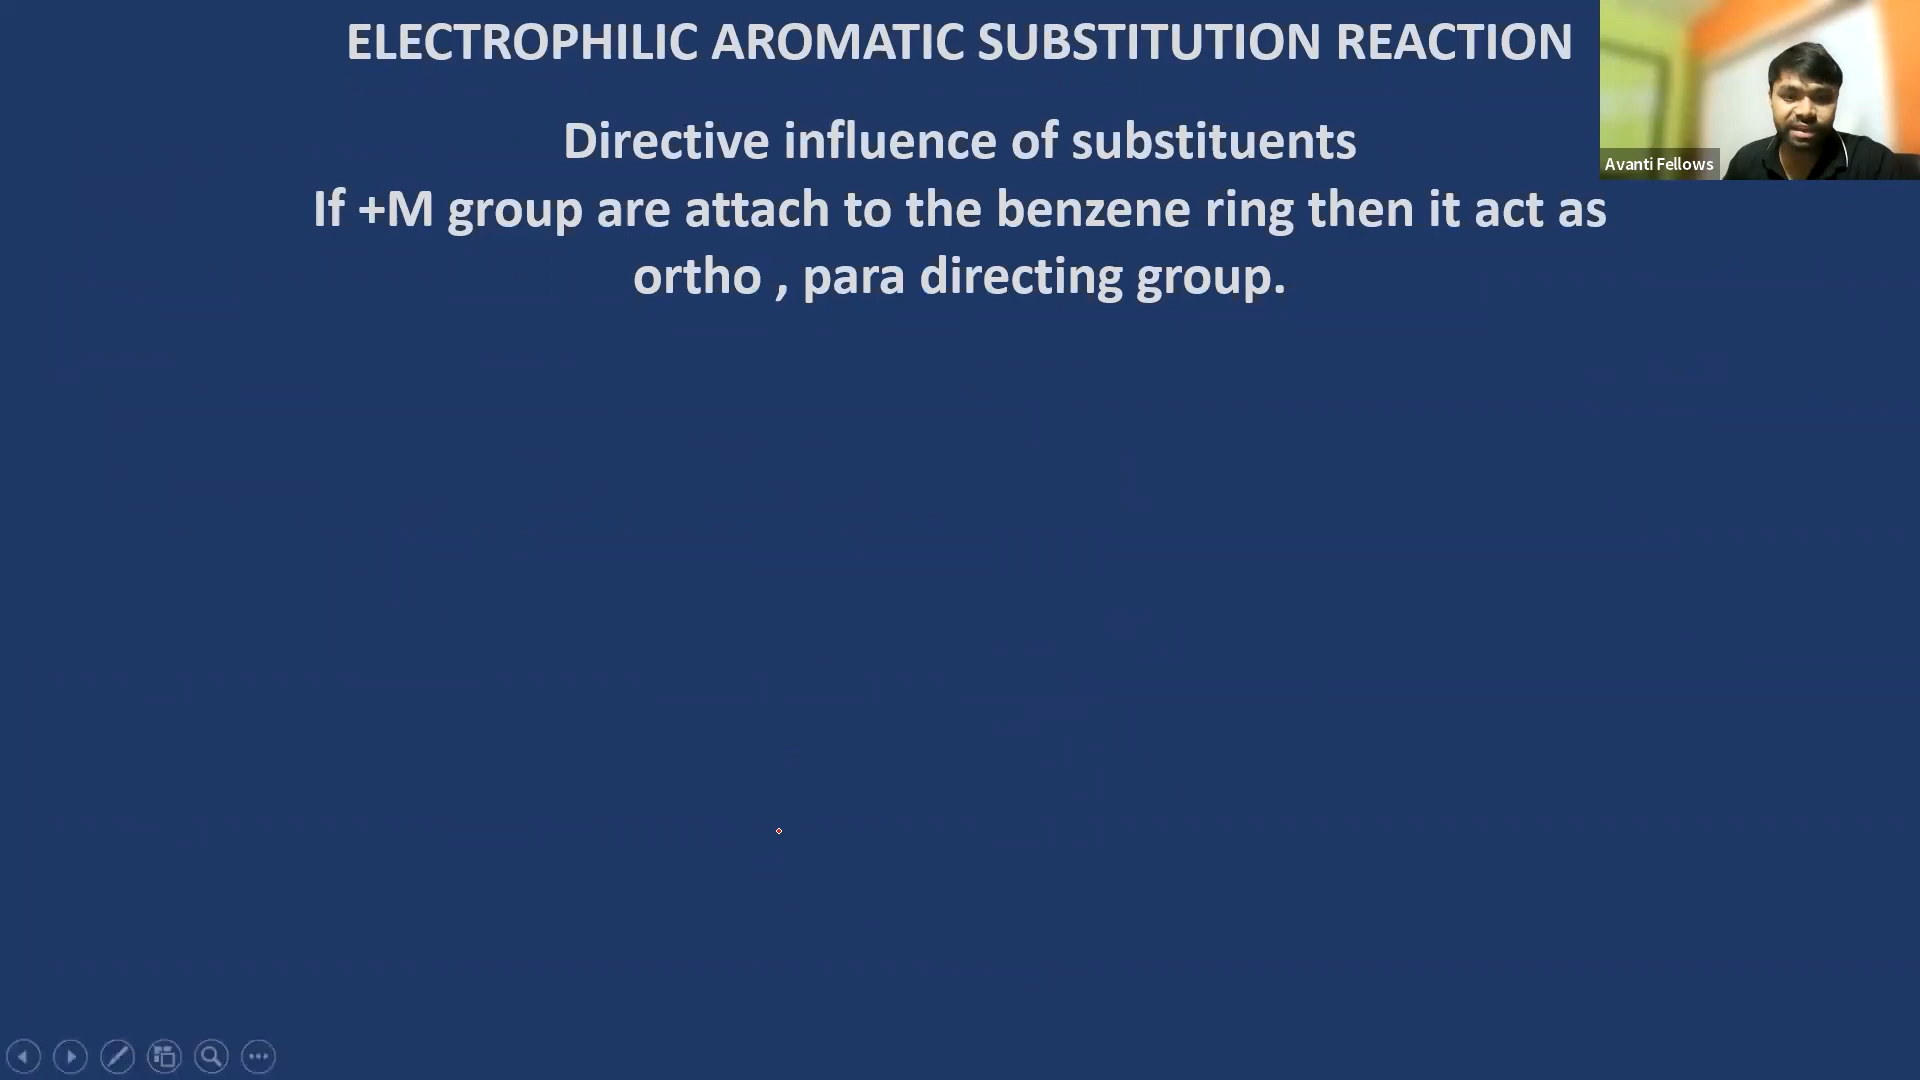 ELECTROPHILIC AROMATIC SUBSTITUTION REACTION
Directive influence of substituents
If +M group are attach to the benzene ring then it act as
ortho , para directing group.
Avanti Fellows